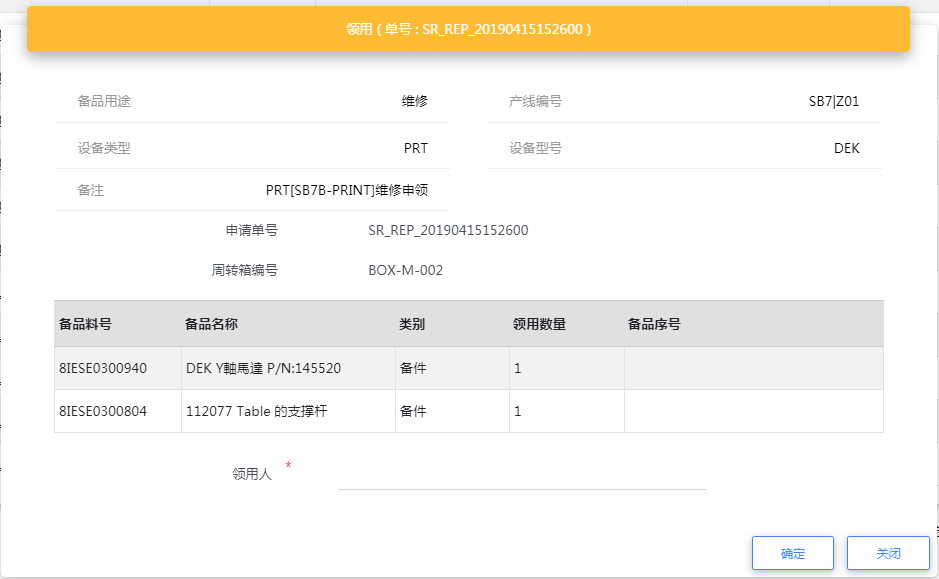 领用 ( 单号 : SR_REP_20190415152600 )
备品用途 维修 产线编号 SB7|Z01
设备类型 PRT 设备型号 DEK
备注 PRT[SB7B-PRINT]维修申领
申请单号 SR_REP_20190415152600
周转箱编号 BOX-M-002
备品料号 备品名称 类别 领用数量 备品序号
8IESE0300940 DEK Y軸馬達 P/N:145520 备件 1
8IESE0300804 112077 Table 的支撑杆 备件 1
领用人 *
确定 关闭